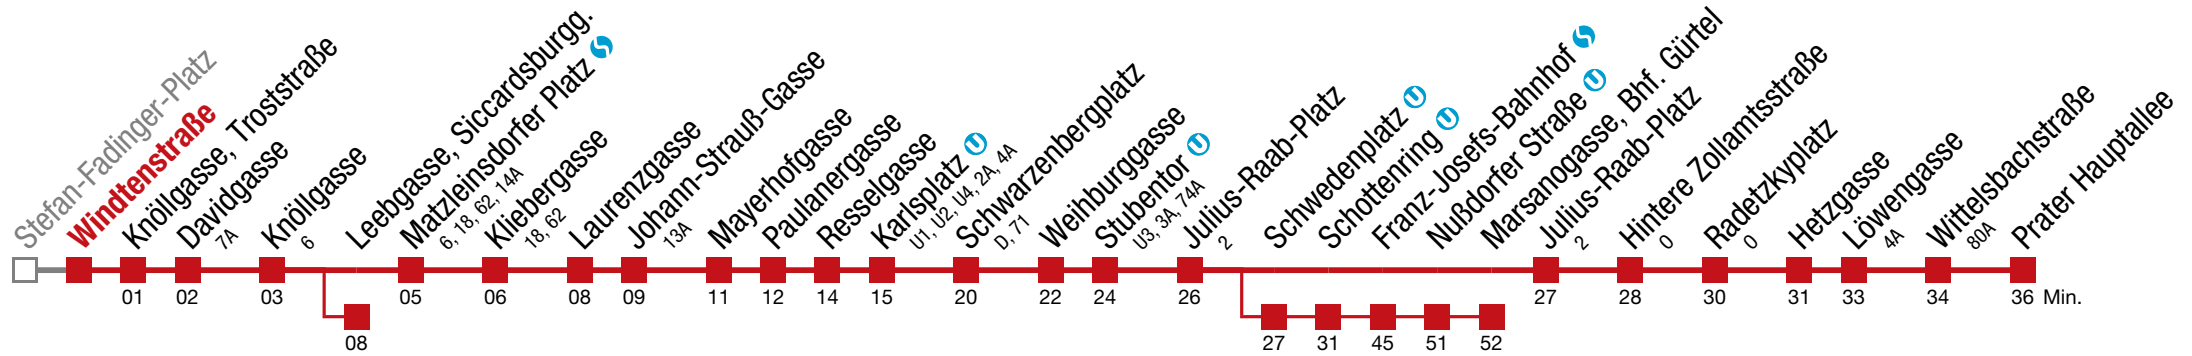 Stefan-Fadinger-Platz
Windtenstraße
Knöllgasse, Troststraße
Davidgasse
7A
Knöllgasse
6
Leebgasse, Siccardsburgg.
Matzleinsdorfer Platz S
6, 18, 62, 14A
Kliebergasse
18, 62
Laurenzgasse
Johann-Strauß-Gasse
13A
Mayerhofgasse
Paulanergasse
Resselgasse
Karlsplatz U
U1, U2, U4, 2A, 4A
Schwarzenbergplatz
D, 71
Weihburggasse
Stubentor U
U3, 3A, 74A
Julius-Raab-Platz
2
Schwedenplatz U
Schottenring U
Franz-Josefs-Bahnhof S
Nußdorfer Straße U
Marsanogasse, Bhf. Gürtel
Julius-Raab-Platz
2
Hintere Zollamtsstraße
O
Radetzkyplatz
O
Hetzgasse
Löwengasse
4A
Wittelsbachstraße
80A
Prater Hauptallee
01 02 03 05 06 08 09 11 12 14 15 20 22 24 26 27 28 30 31 33 34 36 Min.
08 27 31 45 51 52